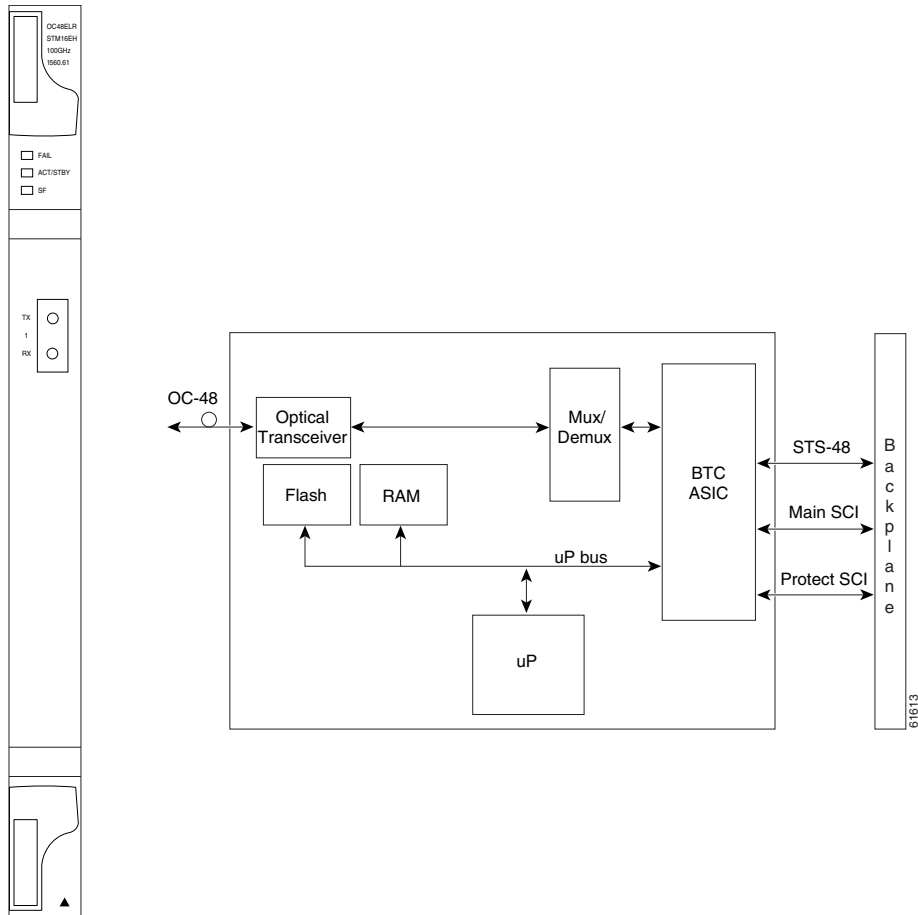 OC48ELR
STM16EH
100GHz
1560.61
FAIL
ACT/STBY
SF
TX
1
RX
OC-48
Optical
Transceiver
Mux/
Demux
BTC
ASIC
STS-48
Main SCI
Protect SCI
Backplane
Flash
RAM
uP bus
uP
61613